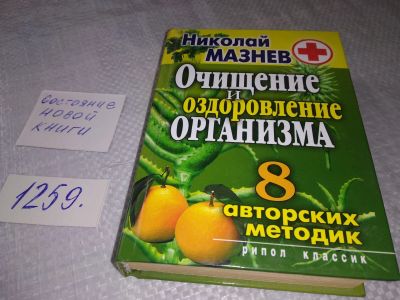 Николай
МАЗНЕВ
Очищение
и
оздоровление
ОРГАНИЗМА
8
авторских
методик
рипол классик
Состояние
новой
книги
1259.